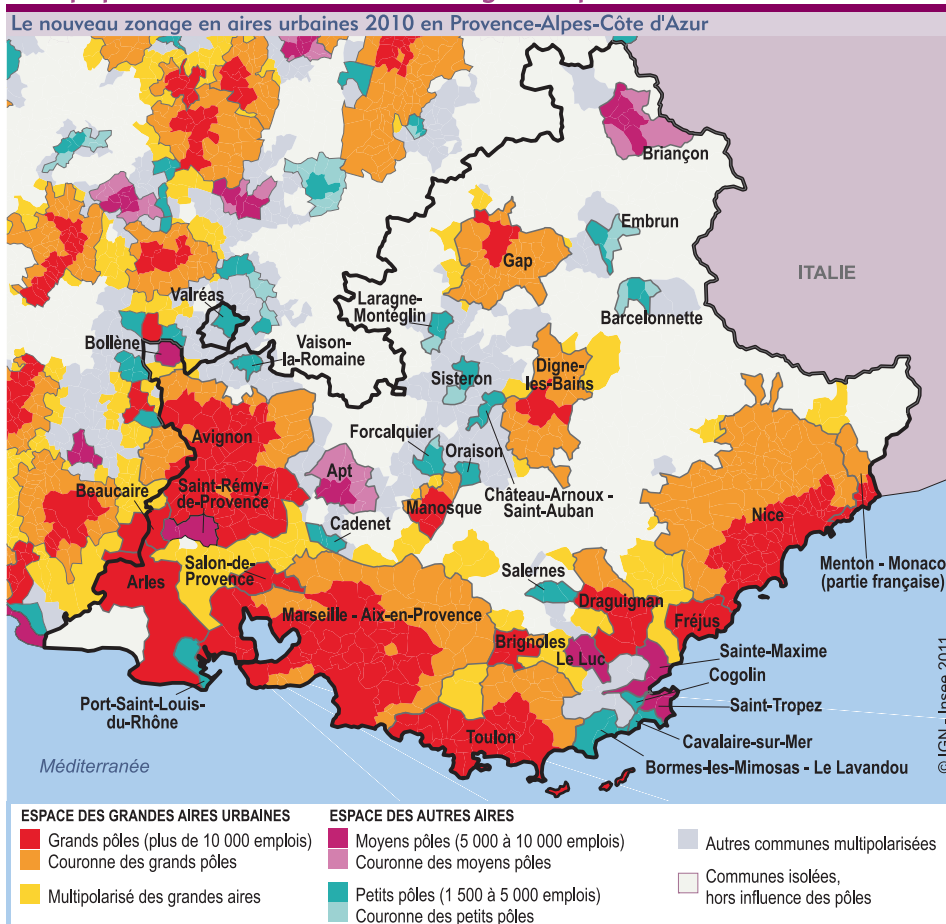 Le nouveau zonage en aires urbaines 2010 en Provence-Alpes-Côte d'Azur
Briançon
Embrun
Gap
ITALIE
Valréas
Laragne-
Montéglin
Barcelonnette
Bollène
Vaison-
la-Romaine
Digne-
les-Bains
Sisteron
Avignon
Forcalquier
Oraison
Apt
Saint-Rémy-
de-Provence
Beaucaire
Manosque
Château-Arnoux -
Saint-Auban
Nice
Cadenet
Menton - Monaco
(partie française)
Salon-de-
Provence
Arles
Salernes
Draguignan
Marseille - Aix-en-Provence
Fréjus
Brignoles
Le Luc
Sainte-Maxime
Cogolin
Saint-Tropez
Port-Saint-Louis-
du-Rhône
Toulon
Cavalaire-sur-Mer
Bormes-les-Mimosas - Le Lavandou
Méditerranée
© IGN - Insee 2011
ESPACE DES GRANDES AIRES URBAINES
Grands pôles (plus de 10 000 emplois)
Couronne des grands pôles
Multipolarisé des grandes aires
ESPACE DES AUTRES AIRES
Moyens pôles (5 000 à 10 000 emplois)
Couronne des moyens pôles
Petits pôles (1 500 à 5 000 emplois)
Couronne des petits pôles
Autres communes multipolarisées
Communes isolées,
hors influence des pôles